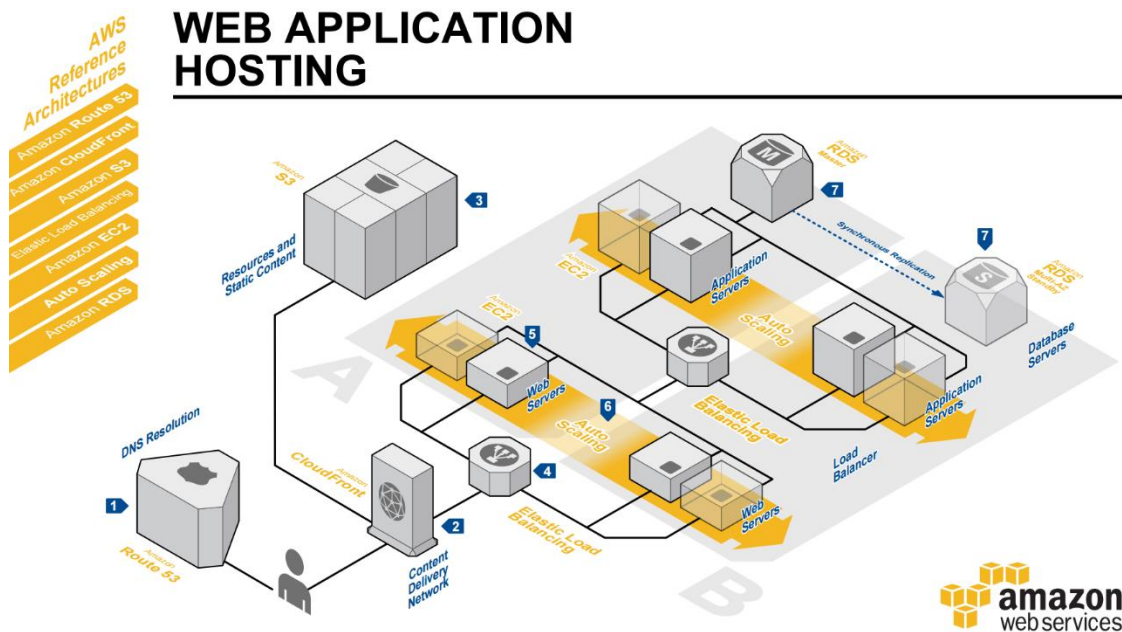 WEB APPLICATION
HOSTING
AWS
Reference
Architectures
Amazon Route 53
Amazon CloudFront
Amazon S3
Elastic Load Balancing
Amazon EC2
Auto Scaling
Amazon RDS
Amazon
S3
3
Resources and
Static Content
M
Amazon
RDS
Master
7
Synchronous Replication
7
S
Amazon
RDS
Multi-AZ
Standby
Database
Servers
Amazon
EC2
Application
Servers
Auto
Scaling
Application
Servers
Elastic Load
Balancing
Load
Balancer
Amazon
EC2
5
Web
Servers
6
Auto
Scaling
Web
Servers
A
B
4
Elastic Load
Balancing
DNS Resolution
1
Amazon
Route 53
Amazon
CloudFront
2
Content
Delivery
Network
amazon
web services